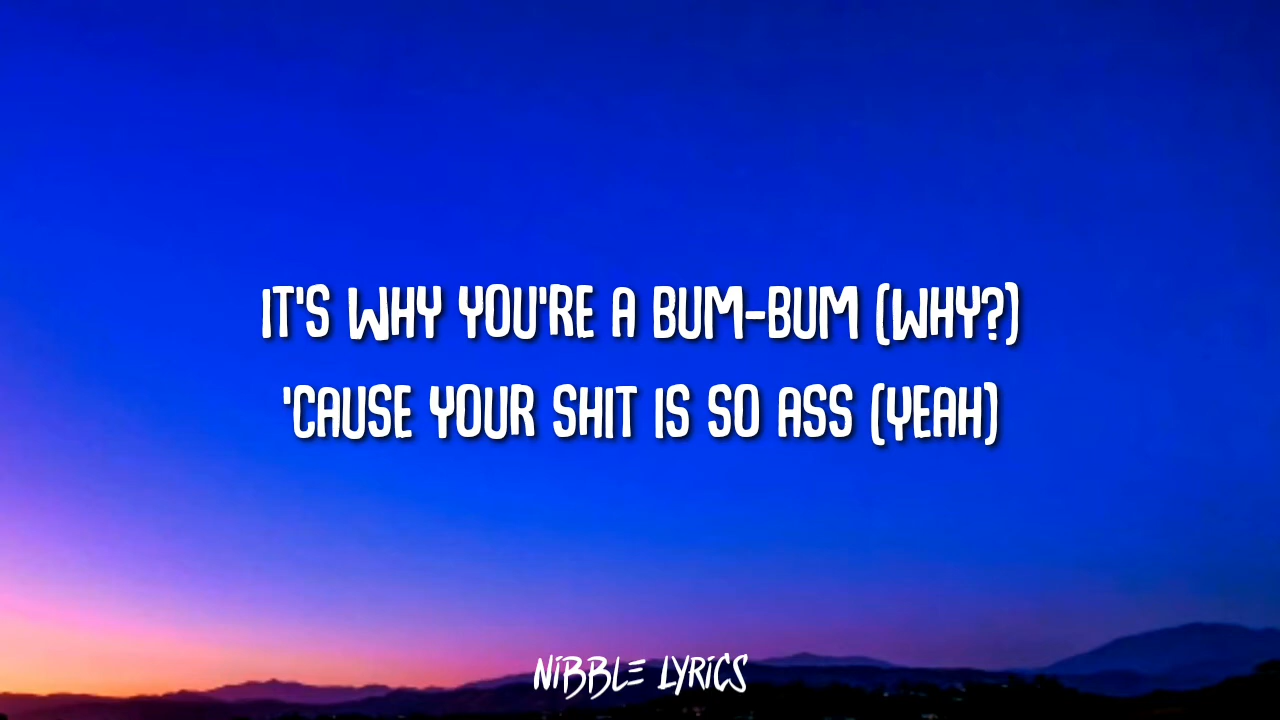 IT'S WHY YOU'RE A BUM-BUM (WHY?)
'CAUSE YOUR SHIT IS SO ASS (YEAH)
NIBBLE LYRICS